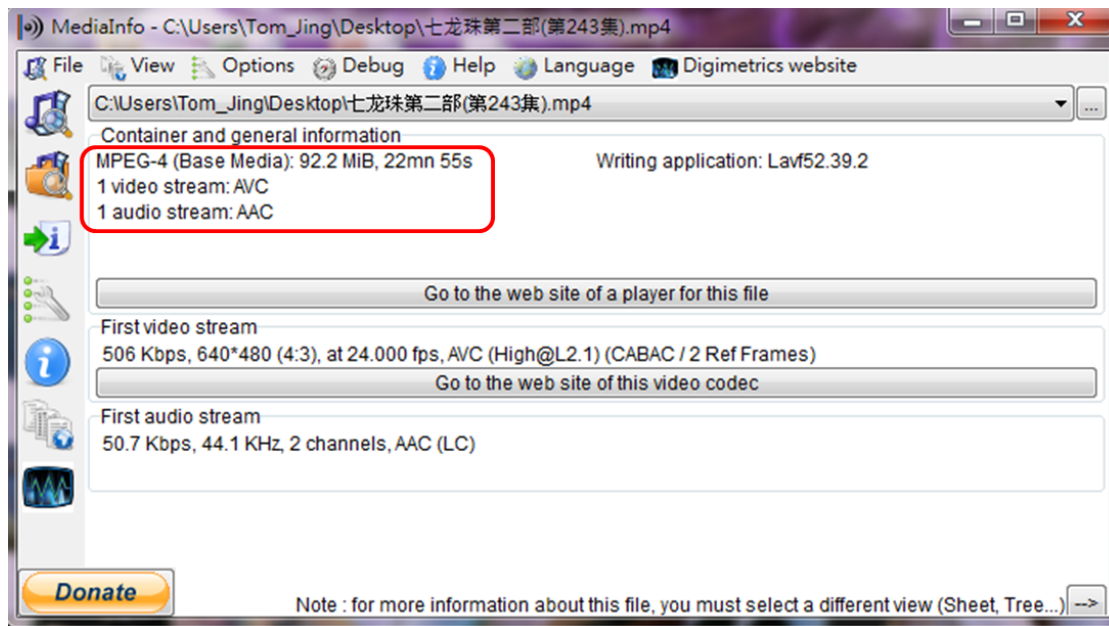 MediaInfo - C:\Users\Tom_Jing\Desktop\七龙珠第二部(第243集).mp4
File View Options Debug Help Language Digimetrics website
C:\Users\Tom_Jing\Desktop\七龙珠第二部(第243集).mp4
...
Container and general information
MPEG-4 (Base Media): 92.2 MiB, 22mn 55s Writing application: Lavf52.39.2
1 video stream: AVC
1 audio stream: AAC
Go to the web site of a player for this file
First video stream
506 Kbps, 640*480 (4:3), at 24.000 fps, AVC (High@L2.1) (CABAC / 2 Ref Frames)
Go to the web site of this video codec
First audio stream
50.7 Kbps, 44.1 KHz, 2 channels, AAC (LC)
Donate
Note : for more information about this file, you must select a different view (Sheet, Tree...) -->